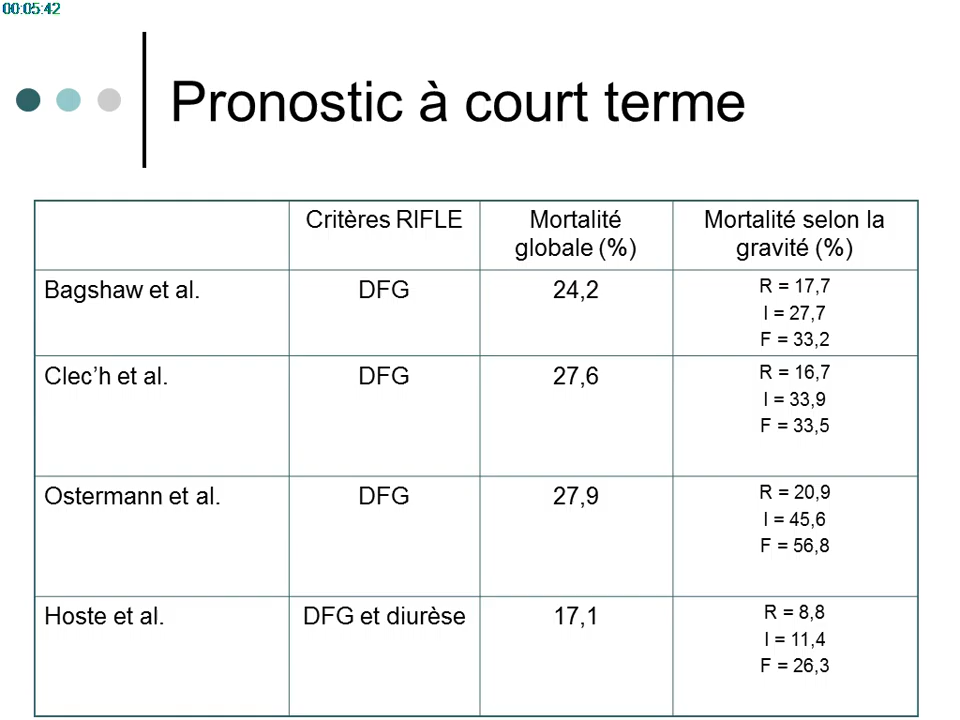 00:05:42
Pronostic à court terme
Critères RIFLE
Mortalité
globale (%)
Mortalité selon la
gravité (%)
Bagshaw et al.
DFG
24,2
R = 17,7
I = 27,7
F = 33,2
Clec’h et al.
DFG
27,6
R = 16,7
I = 33,9
F = 33,5
Ostermann et al.
DFG
27,9
R = 20,9
I = 45,6
F = 56,8
Hoste et al.
DFG et diurèse
17,1
R = 8,8
I = 11,4
F = 26,3